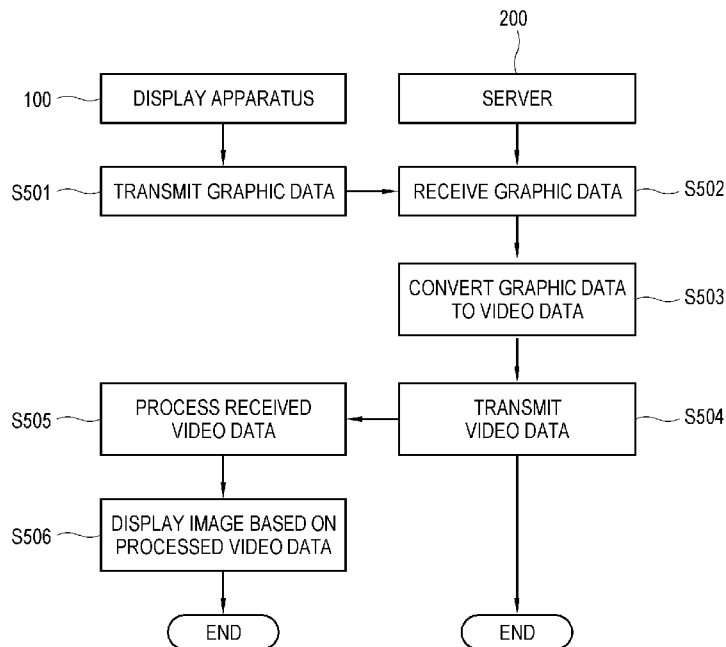 200
100
DISPLAY APPARATUS
SERVER
S501
TRANSMIT GRAPHIC DATA
RECEIVE GRAPHIC DATA
S502
CONVERT GRAPHIC DATA
TO VIDEO DATA
S503
S505
PROCESS RECEIVED
VIDEO DATA
TRANSMIT
VIDEO DATA
S504
S506
DISPLAY IMAGE BASED ON
PROCESSED VIDEO DATA
END
END